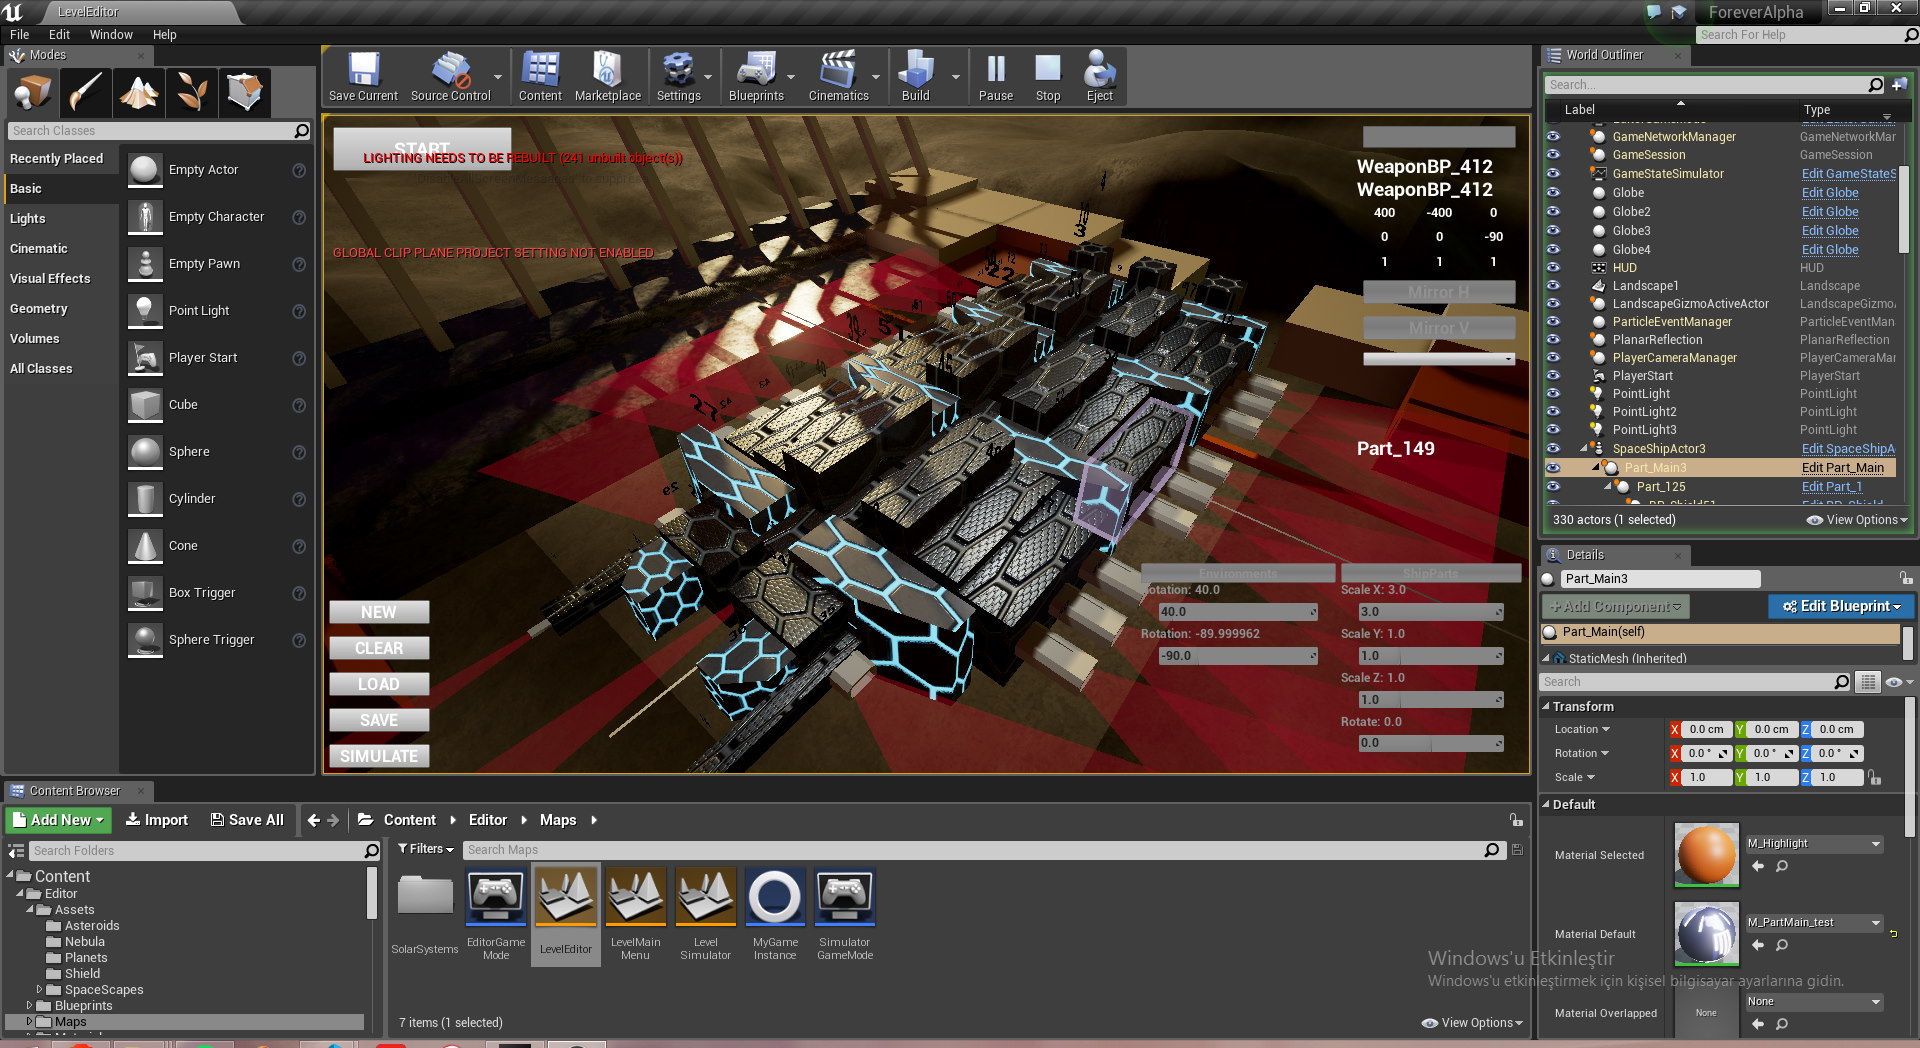 LevelEditor
ForeverAlpha
File Edit Window Help
Search For Help
Modes
Search Classes
Recently Placed
Basic
Lights
Cinematic
Visual Effects
Geometry
Volumes
All Classes
Empty Actor
Empty Character
Empty Pawn
Point Light
Player Start
Cube
Sphere
Cylinder
Cone
Box Trigger
Sphere Trigger
Save Current
Source Control
Content
Marketplace
Settings
Blueprints
Cinematics
Build
Pause
Stop
Eject
START
LIGHTING NEEDS TO BE REBUILT (241 unbuilt object(s))
GLOBAL CLIP PLANE PROJECT SETTING NOT ENABLED
WeaponBP_412
WeaponBP_412
400 -400 0
0 0 -90
1 1 1
Mirror H
Mirror V
Part_149
27
NEW
CLEAR
LOAD
SAVE
SIMULATE
Environments
otation: 40.0
40.0
Rotation: -89.999962
-90.0
ShipParts
Scale X: 3.0
3.0
Scale Y: 1.0
1.0
Scale Z: 1.0
1.0
Rotate: 0.0
0.0
World Outliner
Search...
Label Type
GameNetworkManager GameNetworkMar
GameSession GameSession
GameStateSimulator Edit GameStateS
Globe Edit Globe
Globe2 Edit Globe
Globe3 Edit Globe
Globe4 Edit Globe
HUD HUD
Landscape1 Landscape
LandscapeGizmoActiveActor LandscapeGizmo
ParticleEventManager ParticleEventMan
PlanarReflection PlanarReflection
PlayerCameraManager PlayerCameraMar
PlayerStart PlayerStart
PointLight PointLight
PointLight2 PointLight
PointLight3 PointLight
SpaceShipActor3 Edit SpaceShipA
Part_Main3 Edit Part_Main
Part_125 Edit Part_1
330 actors (1 selected) View Options
Details
Part_Main3
+Add Component Edit Blueprint
Part_Main(self)
StaticMesh (Inherited)
Search
Transform
Location X 0.0 cm Y 0.0 cm Z 0.0 cm
Rotation X 0.0 ° Y 0.0 ° Z 0.0 °
Scale X 1.0 Y 1.0 Z 1.0
Default
Material Selected M_Highlight
Material Default M_PartMain_test
Material Overlapped None None
Content Browser
Add New Import Save All Content Editor Maps
Search Folders
Content
Editor
Assets
Asteroids
Nebula
Planets
Shield
SpaceScapes
Blueprints
Maps
Filters Search Maps
SolarSystems
EditorGame
Mode
LevelEditor
LevelMain
Menu
Level
Simulator
MyGame
Instance
Simulator
GameMode
7 items (1 selected) View Options
Windows'u Etkinleştir
Windows'u etkinleştirmek için kişisel bilgisayar ayarlarına gidin.